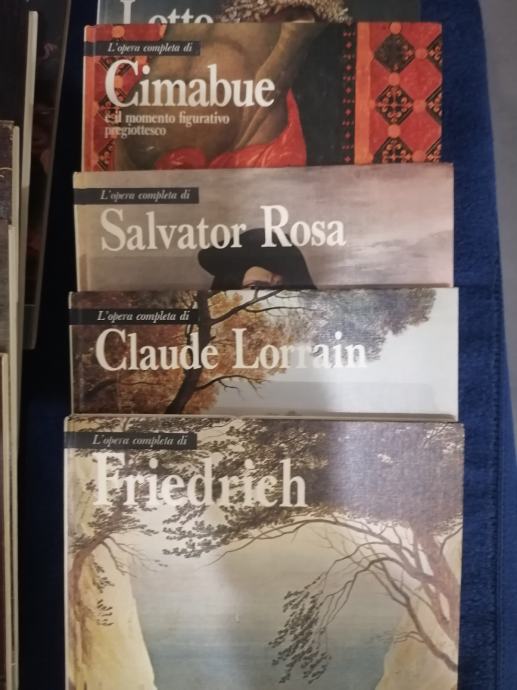 Lotto
L'opera completa di
Cimabue
e il momento figurativo
pregiottesco
L'opera completa di
Salvator Rosa
L'opera completa di
Claude Lorrain
L'opera completa di
Friedrich